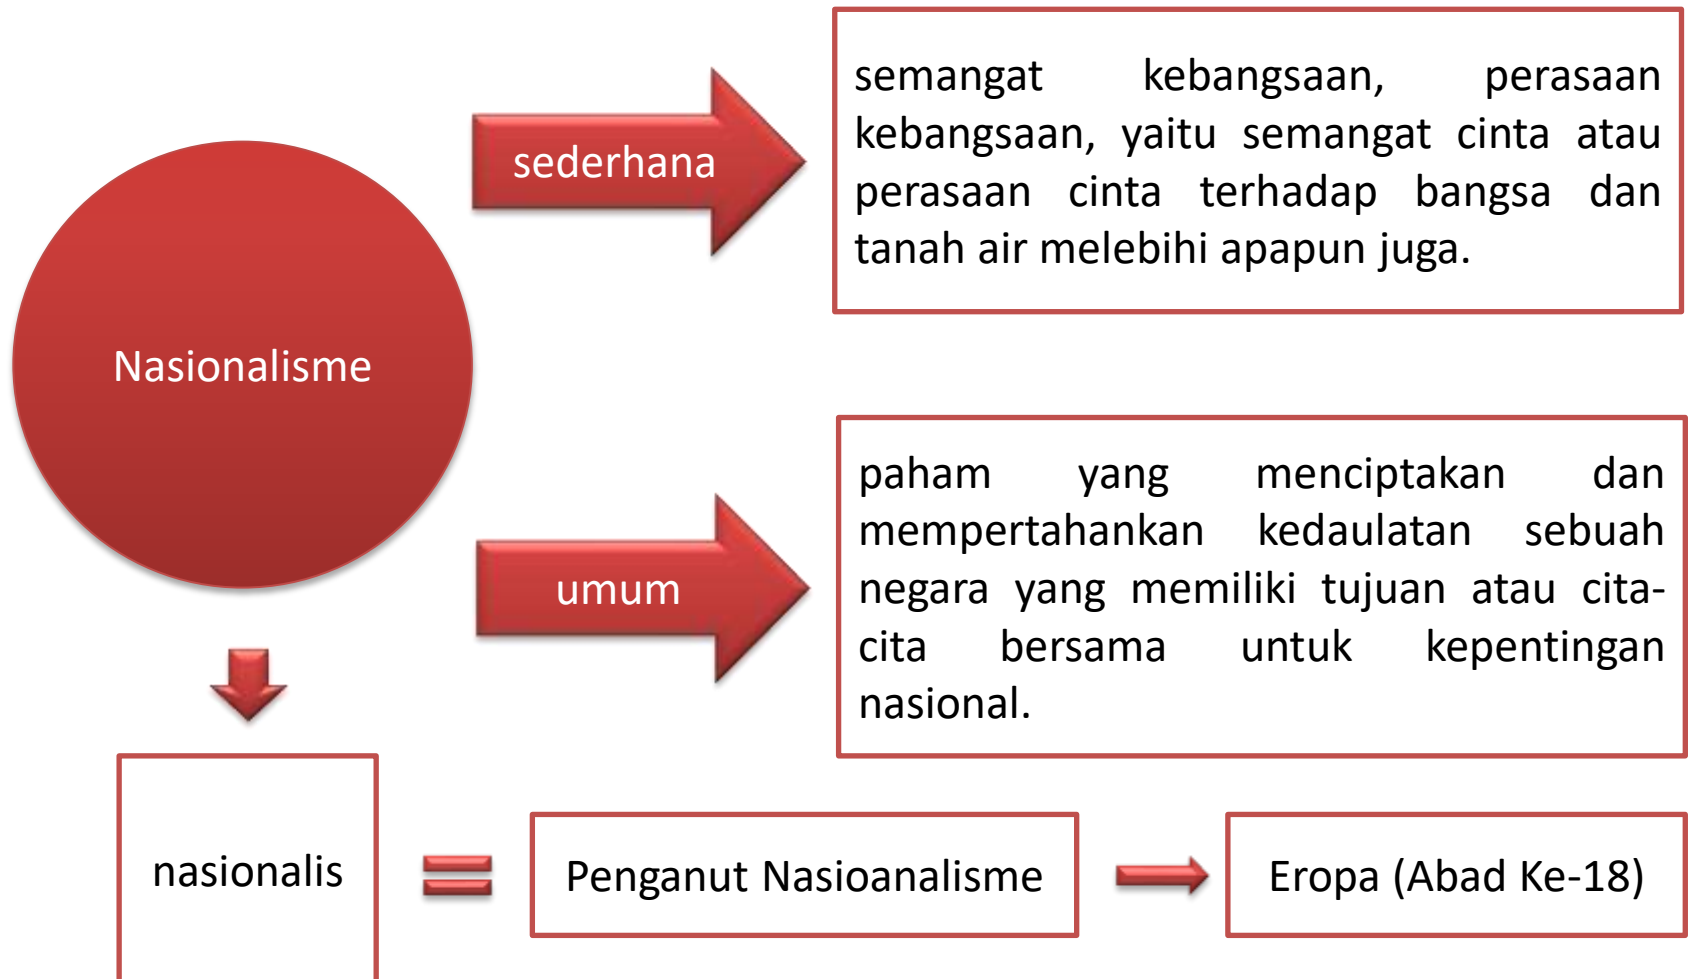 Nasionalisme
sederhana
semangat kebangsaan, perasaan
kebangsaan, yaitu semangat cinta atau
perasaan cinta terhadap bangsa dan
tanah air melebihi apapun juga.
umum
paham yang menciptakan dan
mempertahankan kedaulatan sebuah
negara yang memiliki tujuan atau cita-
cita bersama untuk kepentingan
nasional.
nasionalis
Penganut Nasioanalisme
Eropa (Abad Ke-18)